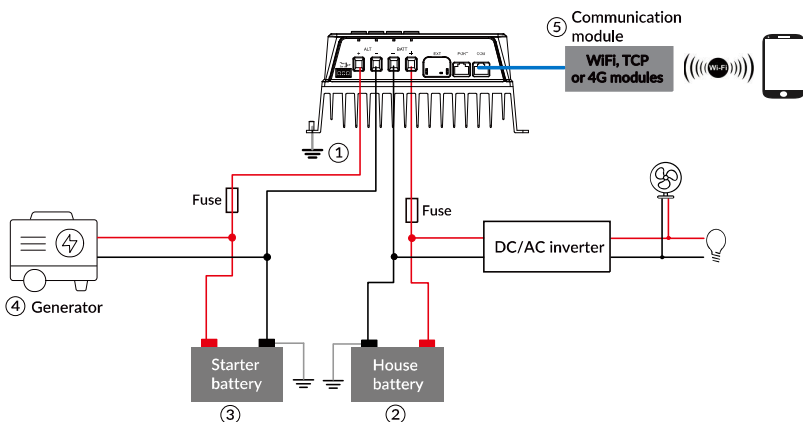 ⑤ Communication
module
ALT
BATT
+ - - +
EXT
PUSH
COM
WiFi, TCP
or 4G modules
Wi-Fi
①
Fuse
Fuse
DC/AC inverter
④ Generator
Starter
battery
House
battery
③
②